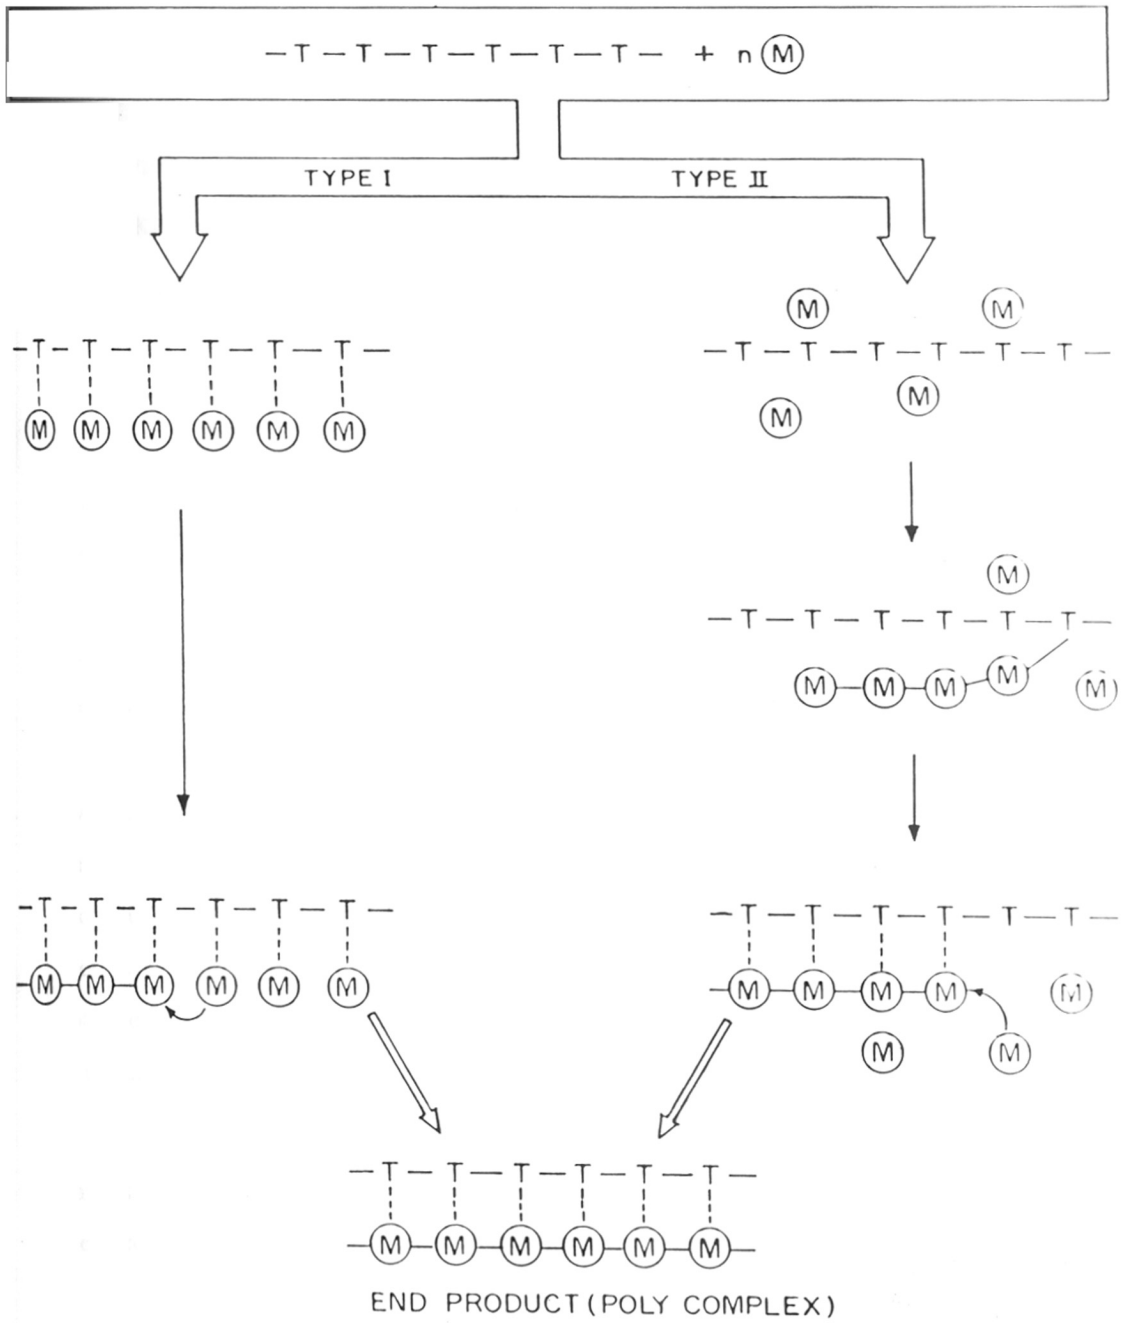 –T–T–T–T–T–T– + n M
TYPE I
TYPE II
M M
–T–T–T–T–T–T–
–T–T–T–T–T–T–
M M
M M M M M M
M
–T–T–T–T–T–T–
M–M–M–M M
–T–T–T–T–T–T–
–M–M–M M M M
–T–T–T–T–T–T–
–M–M–M–M M
M M
–T–T–T–T–T–T–
–M–M–M–M–M–M–
END PRODUCT (POLY COMPLEX)